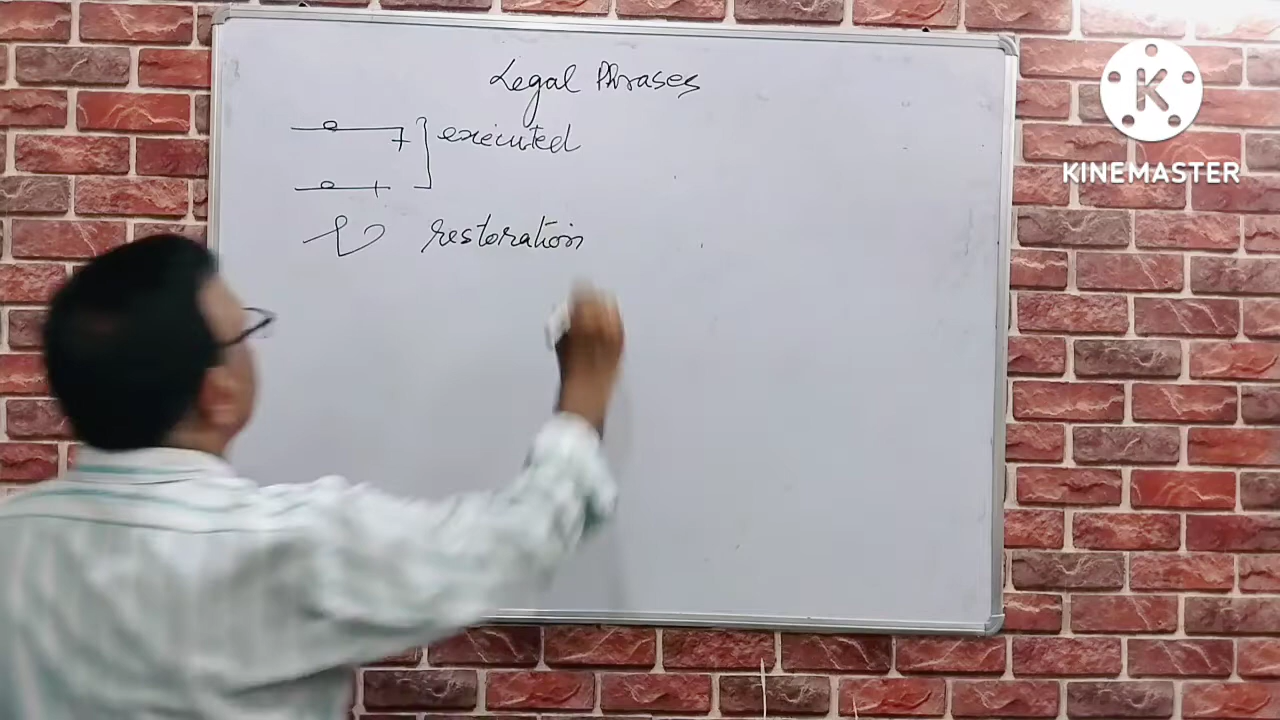 Legal Phrases
executed
restoration
K
KINEMASTER